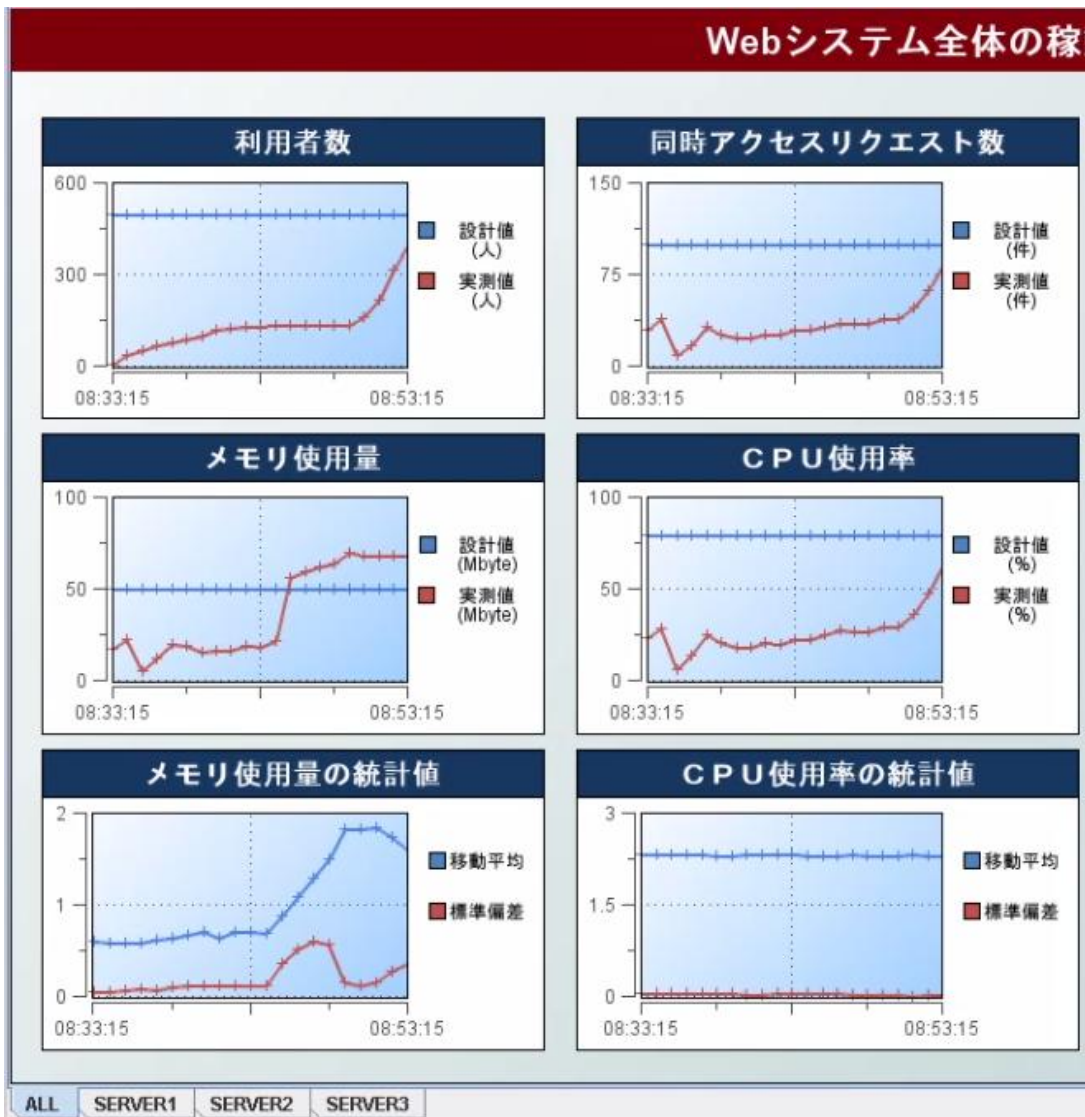 Webシステム全体の稼
利用者数
600
300
0
08:33:15
08:53:15
設計値
(人)
実測値
(人)
同時アクセスリクエスト数
150
75
0
08:33:15
08:53:15
設計値
(件)
実測値
(件)
メモリ使用量
100
50
0
08:33:15
08:53:15
設計値
(Mbyte)
実測値
(Mbyte)
CPU使用率
100
50
0
08:33:15
08:53:15
設計値
(%)
実測値
(%)
メモリ使用量の統計値
2
1
0
08:33:15
08:53:15
移動平均
標準偏差
CPU使用率の統計値
3
1.5
0
08:33:15
08:53:15
移動平均
標準偏差
ALL
SERVER1
SERVER2
SERVER3